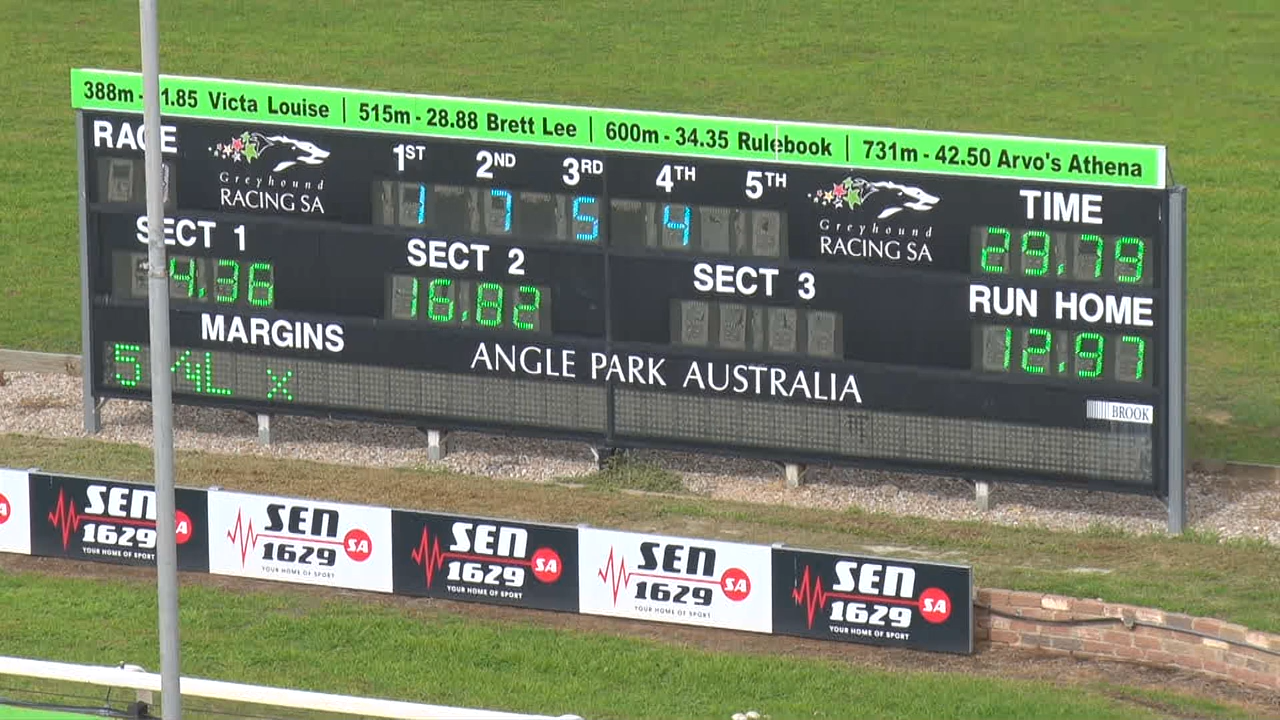 388m - 1.85 Victa Louise | 515m - 28.88 Brett Lee | 600m - 34.35 Rulebook | 731m - 42.50 Arvo's Athena
RACE
Greyhound
RACING SA
1ST 2ND 3RD 4TH 5TH
1 7 5 4
Greyhound
RACING SA
TIME
29.79
SECT 1
4.36
SECT 2
16.82
SECT 3
RUN HOME
12.97
MARGINS
5 4L x
ANGLE PARK AUSTRALIA
BROOK
A
SEN
1629
SA
YOUR HOME OF SPORT
SEN
1629
SA
YOUR HOME OF SPORT
SEN
1629
SA
YOUR HOME OF SPORT
SEN
1629
SA
YOUR HOME OF SPORT
SEN
1629
SA
YOUR HOME OF SPORT